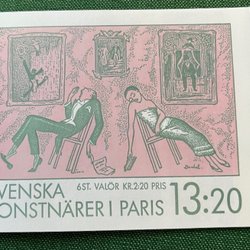 VENSKA 6ST. VALÖR KR. 2·20 PRIS 13:20
ONSTNÄRER I PARIS